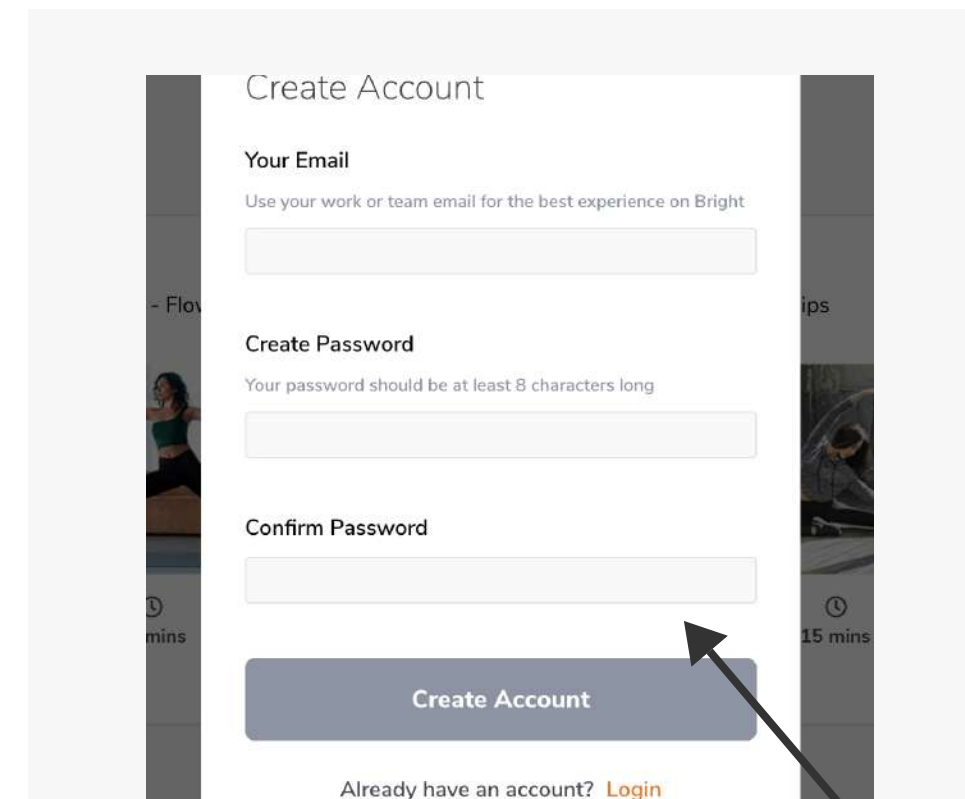 Create Account
Your Email
Use your work or team email for the best experience on Bright
- Flov
ips
Create Password
Your password should be at least 8 characters long
Confirm Password
mins
15 mins
Create Account
Already have an account? Login